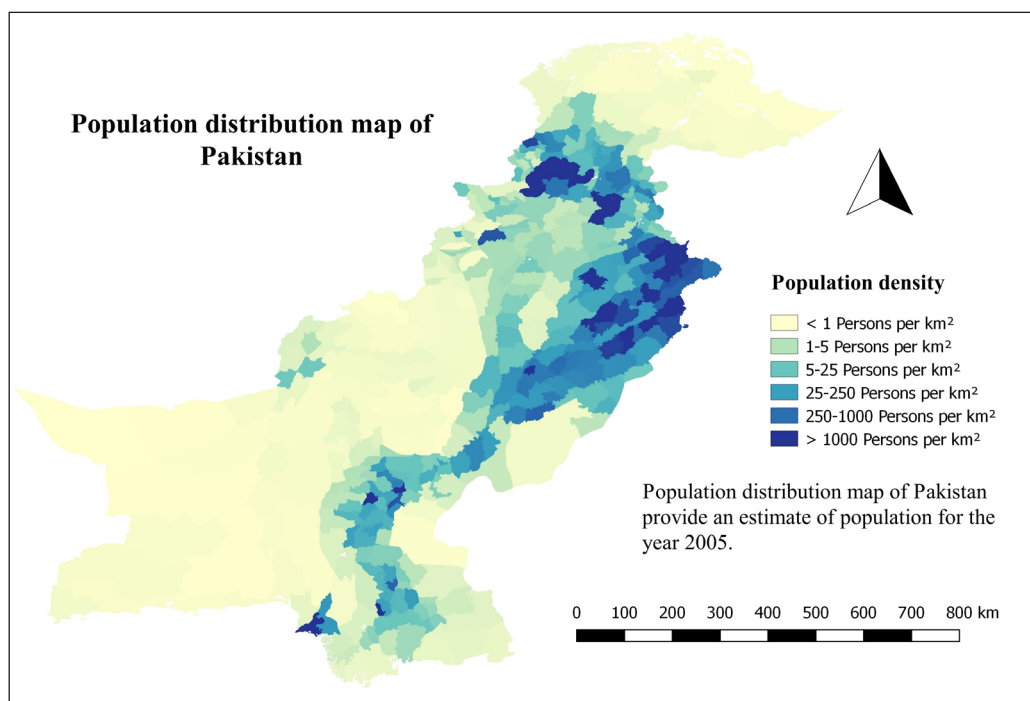 Population distribution map of
Pakistan
Population density
< 1 Persons per km²
1-5 Persons per km²
5-25 Persons per km²
25-250 Persons per km²
250-1000 Persons per km²
> 1000 Persons per km²
Population distribution map of Pakistan
provide an estimate of population for the
year 2005.
0 100 200 300 400 500 600 700 800 km